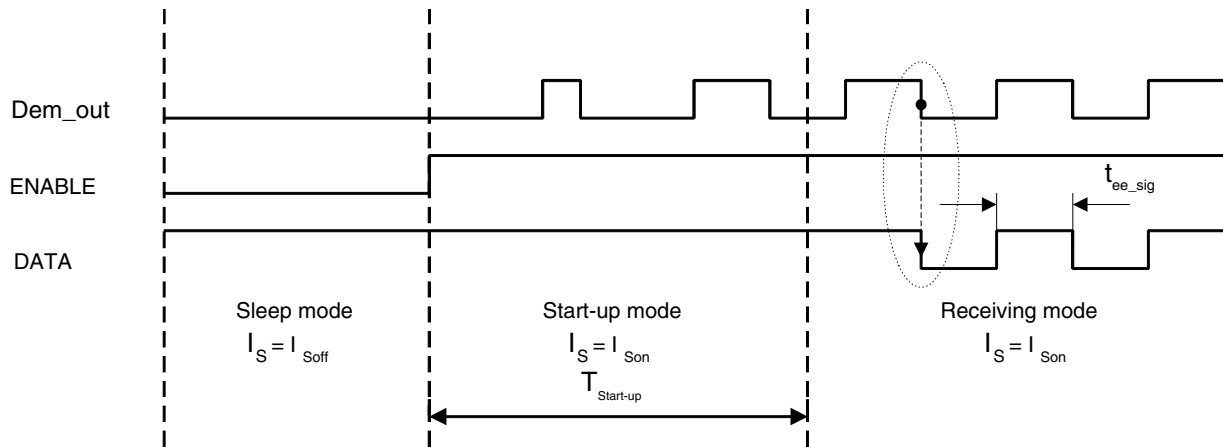 Dem_out
ENABLE
t ee_sig
DATA
Sleep mode
I S = I Soff
Start-up mode
I S = I Son
T Start-up
Receiving mode
I S = I Son